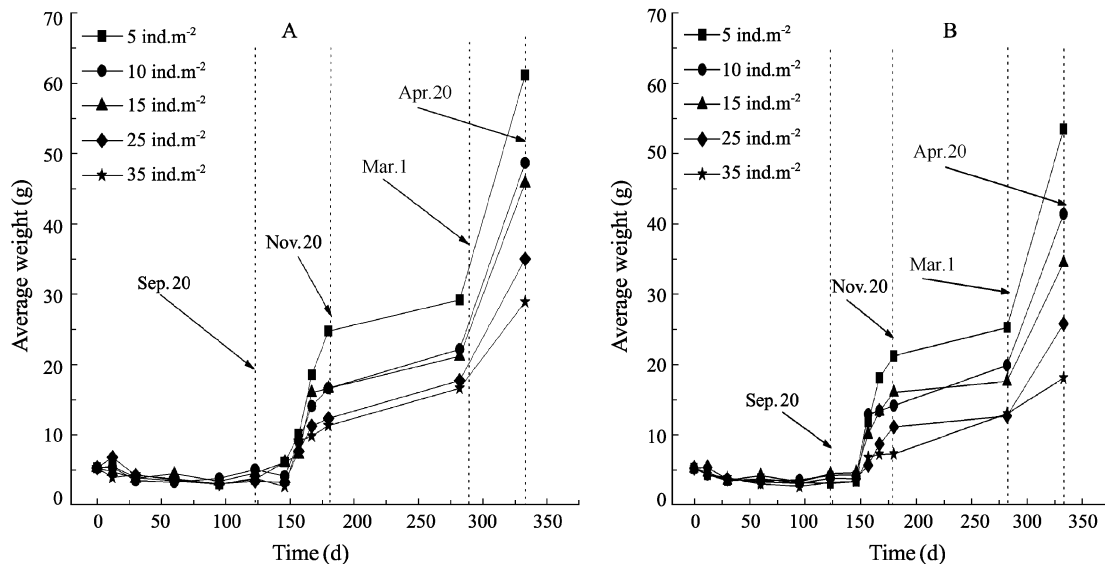 A
5 ind.m⁻²
10 ind.m⁻²
15 ind.m⁻²
25 ind.m⁻²
35 ind.m⁻²
Sep.20
Nov.20
Mar.1
Apr.20
70
60
50
40
30
20
10
0
Average weight (g)
0 50 100 150 200 250 300 350
Time (d)
B
5 ind.m⁻²
10 ind.m⁻²
15 ind.m⁻²
25 ind.m⁻²
35 ind.m⁻²
Sep.20
Nov.20
Mar.1
Apr.20
70
60
50
40
30
20
10
0
Average weight (g)
0 50 100 150 200 250 300 350
Time (d)